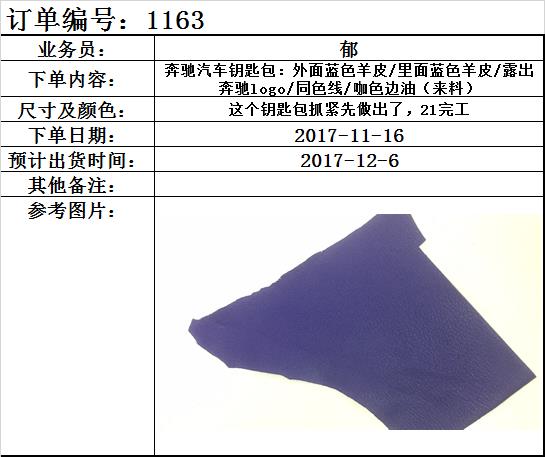 订单编号：1163
业务员： 郁
下单内容： 奔驰汽车钥匙包：外面蓝色羊皮/里面蓝色羊皮/露出
奔驰logo/同色线/咖色边油（来料）
尺寸及颜色： 这个钥匙包抓紧先做出了，21完工
下单日期： 2017-11-16
预计出货时间： 2017-12-6
其他备注：
参考图片：